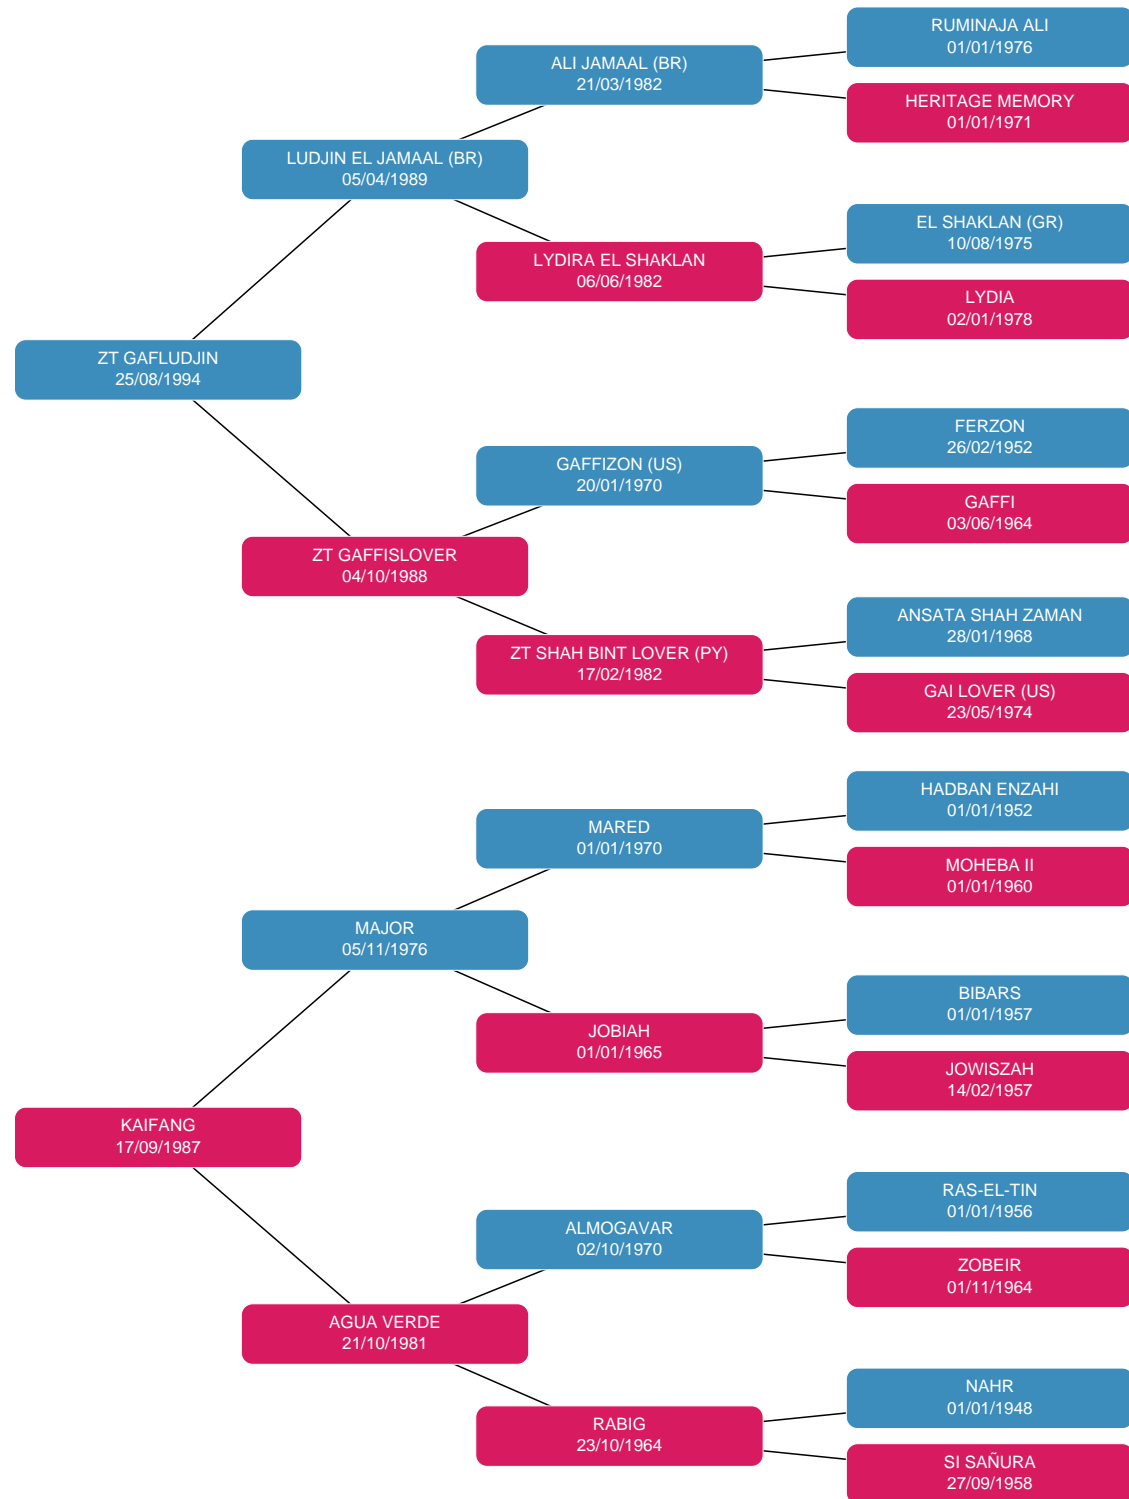 RUMINAJA ALI
01/01/1976
ALI JAMAAL (BR)
21/03/1982
HERITAGE MEMORY
01/01/1971
LUDJIN EL JAMAAL (BR)
05/04/1989
EL SHAKLAN (GR)
10/08/1975
LYDIRA EL SHAKLAN
06/06/1982
LYDIA
02/01/1978
ZT GAFLUDJIN
25/08/1994
FERZON
26/02/1952
GAFFIZON (US)
20/01/1970
GAFFI
03/06/1964
ZT GAFFISLOVER
04/10/1988
ANSATA SHAH ZAMAN
28/01/1968
ZT SHAH BINT LOVER (PY)
17/02/1982
GAI LOVER (US)
23/05/1974
HADBAN ENZAHI
01/01/1952
MARED
01/01/1970
MOHEBA II
01/01/1960
MAJOR
05/11/1976
BIBARS
01/01/1957
JOBIAH
01/01/1965
JOWISZAH
14/02/1957
KAIFANG
17/09/1987
RAS-EL-TIN
01/01/1956
ALMOGAVAR
02/10/1970
ZOBEIR
01/11/1964
AGUA VERDE
21/10/1981
NAHR
01/01/1948
RABIG
23/10/1964
SI SAÑURA
27/09/1958